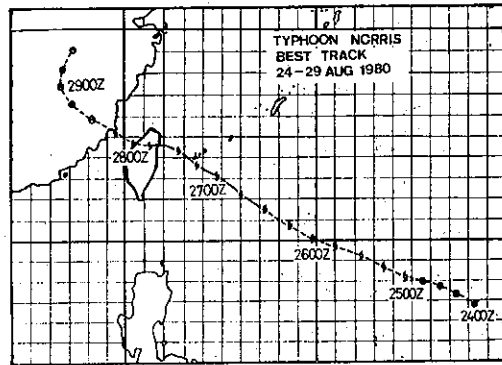 TYPHOON NORRIS
BEST TRACK
24-29 AUG 1980
2900Z
2800Z
2700Z
2600Z
2500Z
2400Z